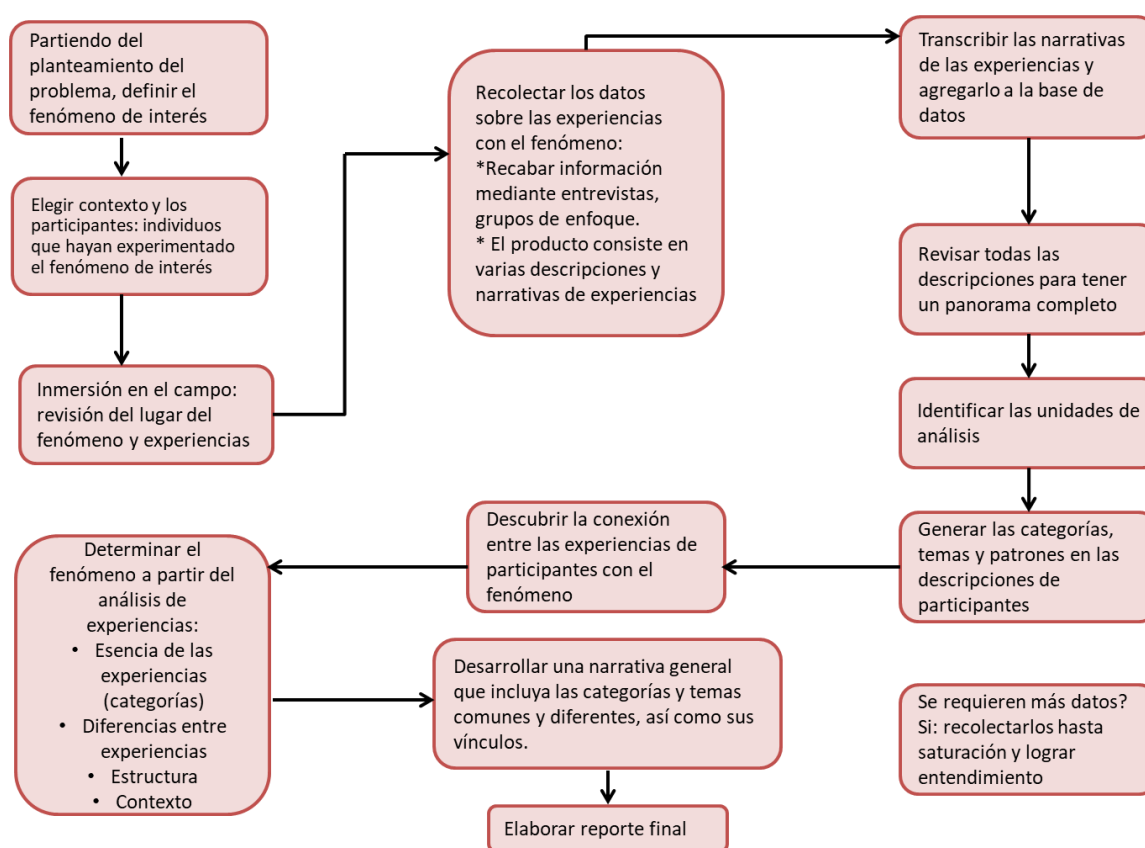 Partiendo del
planteamiento del
problema, definir el
fenómeno de interés
Elegir contexto y los
participantes: individuos
que hayan experimentado
el fenómeno de interés
Inmersión en el campo:
revisión del lugar del
fenómeno y experiencias
Recolectar los datos
sobre las experiencias
con el fenómeno:
*Recabar información
mediante entrevistas,
grupos de enfoque.
* El producto consiste en
varias descripciones y
narrativas de experiencias
Transcribir las narrativas
de las experiencias y
agregarlo a la base de
datos
Revisar todas las
descripciones para tener
un panorama completo
Identificar las unidades de
análisis
Generar las categorías,
temas y patrones en las
descripciones de
participantes
Descubrir la conexión
entre las experiencias de
participantes con el
fenómeno
Determinar el
fenómeno a partir del
análisis de
experiencias:
• Esencia de las
experiencias
(categorías)
• Diferencias entre
experiencias
• Estructura
• Contexto
Desarrollar una narrativa general
que incluya las categorías y temas
comunes y diferentes, así como sus
vínculos.
Elaborar reporte final
Se requieren más datos?
Si: recolectarlos hasta
saturación y lograr
entendimiento